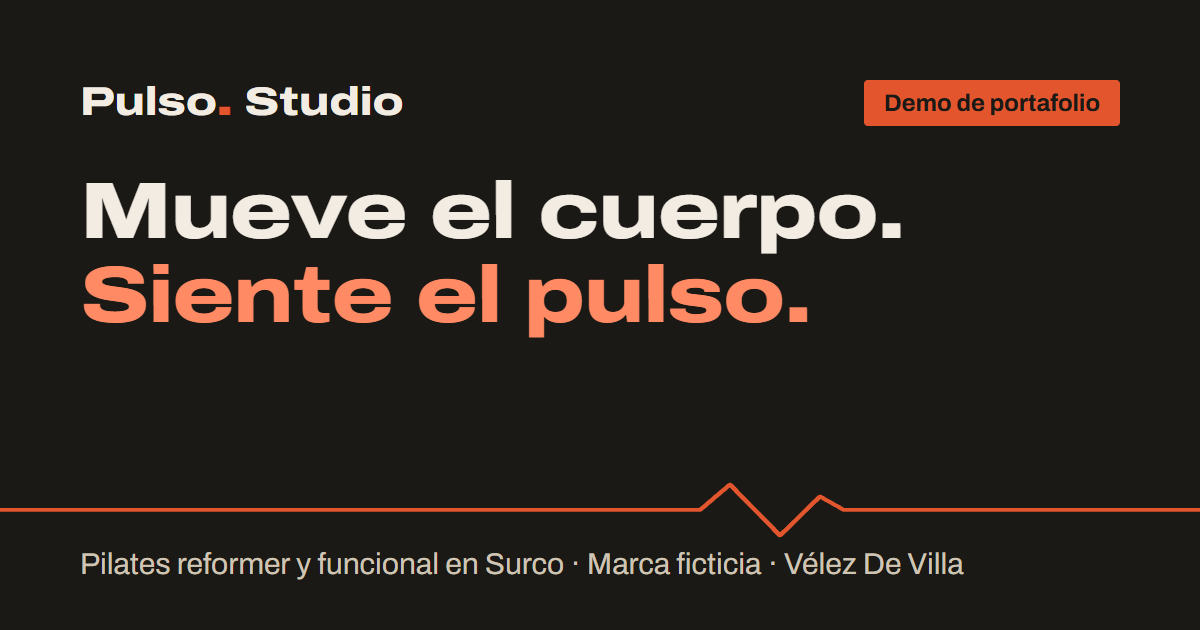 Pulso. Studio
Demo de portafolio
Mueve el cuerpo.
Siente el pulso.
Pilates reformer y funcional en Surco · Marca ficticia · Vélez De Villa